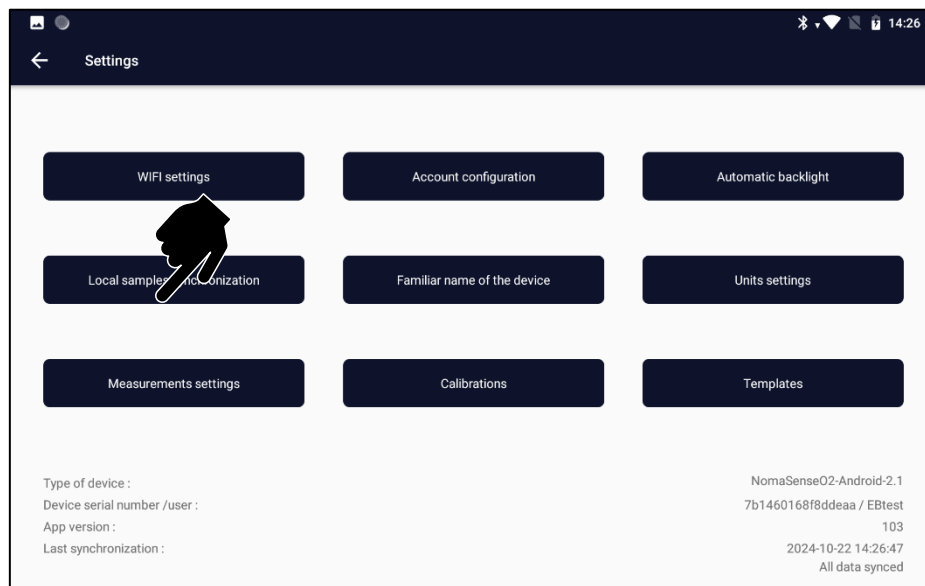 14:26
Settings
WIFI settings
Account configuration
Automatic backlight
Local samples synchronization
Familiar name of the device
Units settings
Measurements settings
Calibrations
Templates
Type of device :
NomaSenseO2-Android-2.1
Device serial number /user :
7b1460168f8ddeaa / EBtest
App version :
103
Last synchronization :
2024-10-22 14:26:47
All data synced